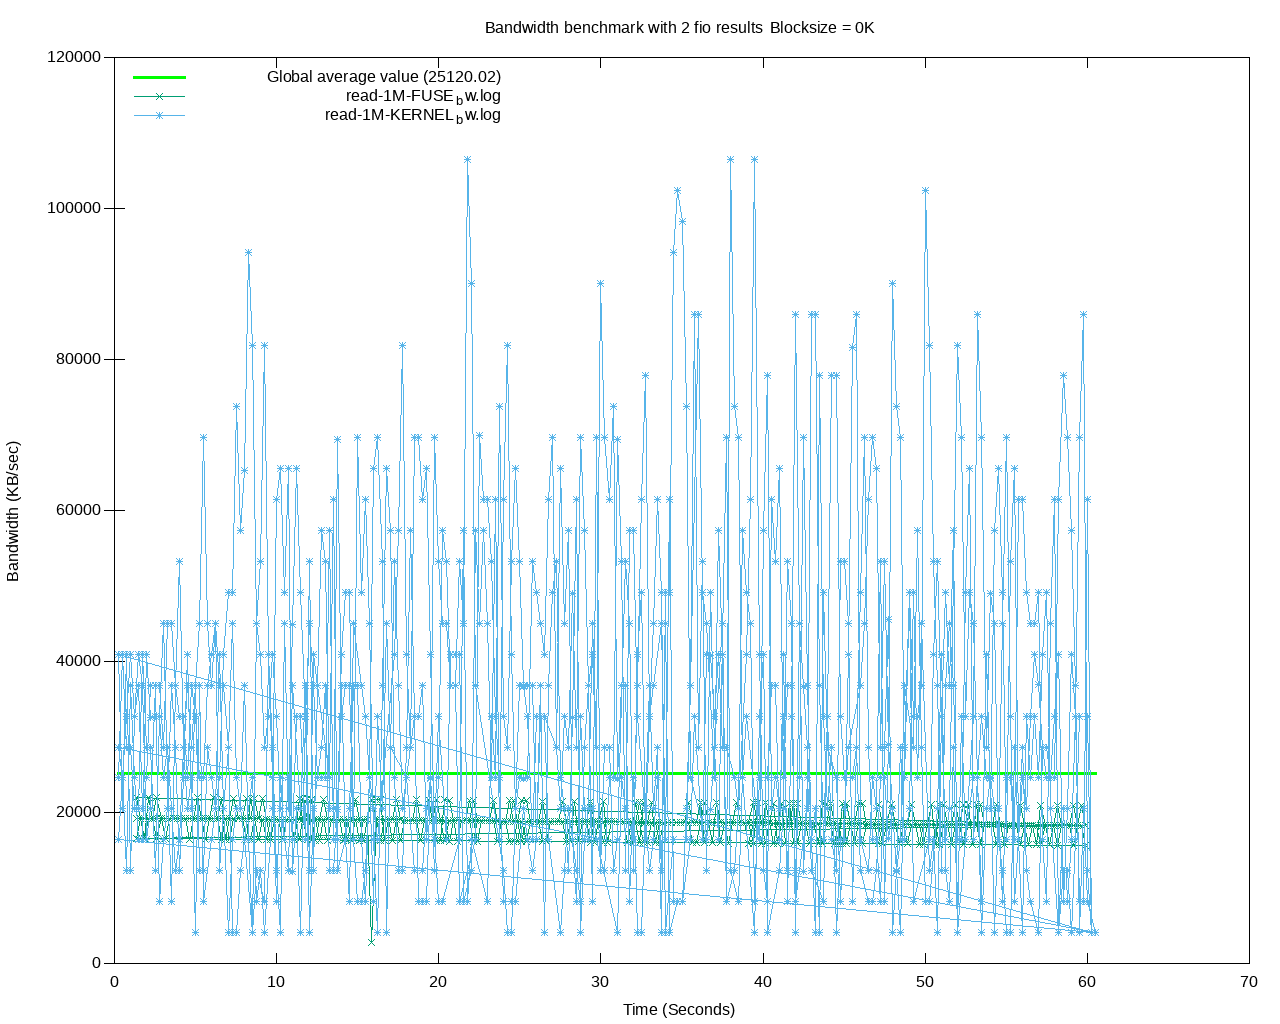 Bandwidth benchmark with 2 fio results Blocksize = 0K
120000
Global average value (25120.02)
read-1M-FUSE_bw.log
read-1M-KERNEL_bw.log
100000
80000
60000
40000
20000
0
Bandwidth (KB/sec)
0 10 20 30 40 50 60 70
Time (Seconds)